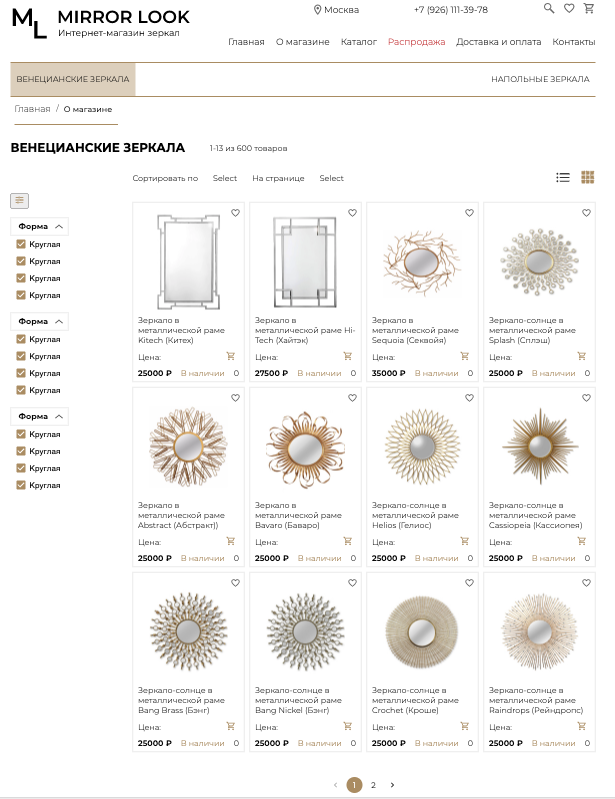 ML
MIRROR LOOK
Интернет-магазин зеркал
Москва
+7 (926) 111-39-78
Главная О магазине Каталог Распродажа Доставка и оплата Контакты
ВЕНЕЦИАНСКИЕ ЗЕРКАЛА
НАПОЛЬНЫЕ ЗЕРКАЛА
Главная / О магазине
ВЕНЕЦИАНСКИЕ ЗЕРКАЛА
1-13 из 600 товаров
Сортировать по Select На странице Select
Форма
Круглая
Круглая
Круглая
Круглая
Форма
Круглая
Круглая
Круглая
Круглая
Форма
Круглая
Круглая
Круглая
Круглая
Зеркало в
металлической раме
Kitech (Китех)
Цена:
25000 ₽ В наличии 0
Зеркало в
металлической раме Hi-
Tech (Хайтэк)
Цена:
27500 ₽ В наличии 0
Зеркало в
металлической раме
Sequoia (Секвойя)
Цена:
35000 ₽ В наличии 0
Зеркало-солнце в
металлической раме
Splash (Сплэш)
Цена:
25000 ₽ В наличии 0
Зеркало в
металлической раме
Abstract (Абстракт))
Цена:
25000 ₽ В наличии 0
Зеркало в
металлической раме
Bavaro (Баваро)
Цена:
25000 ₽ В наличии 0
Зеркало-солнце в
металлической раме
Helios (Гелиос)
Цена:
25000 ₽ В наличии 0
Зеркало-солнце в
металлической раме
Cassiopeia (Кассиопея)
Цена:
25000 ₽ В наличии 0
Зеркало-солнце в
металлической раме
Bang Brass (Бэнг)
Цена:
25000 ₽ В наличии 0
Зеркало-солнце в
металлической раме
Bang Nickel (Бэнг)
Цена:
25000 ₽ В наличии 0
Зеркало-солнце в
металлической раме
Crochet (Кроше)
Цена:
25000 ₽ В наличии 0
Зеркало-солнце в
металлической раме
Raindrops (Рейндропс)
Цена:
25000 ₽ В наличии 0
‹ 1 2 ›